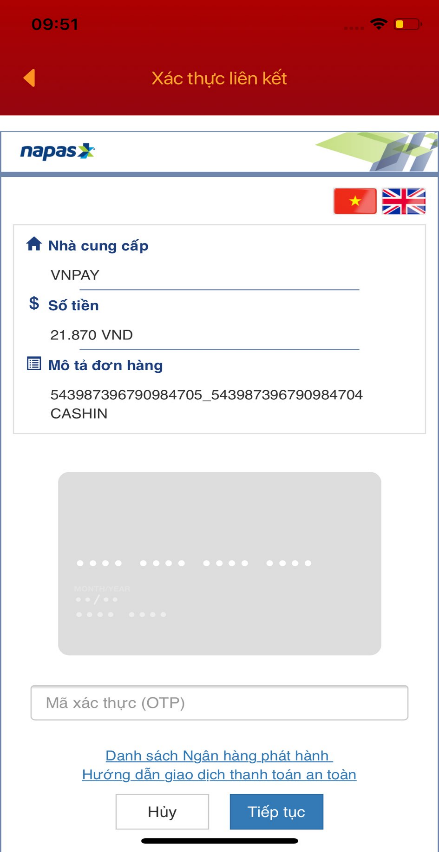 09:51
Xác thực liên kết
napas
Nhà cung cấp
VNPAY
$ Số tiền
21.870 VND
Mô tả đơn hàng
543987396790984705_543987396790984704
CASHIN
•••• •••• •••• ••••
••/••
•••• ••••
Mã xác thực (OTP)
Danh sách Ngân hàng phát hành
Hướng dẫn giao dịch thanh toán an toàn
Hủy
Tiếp tục